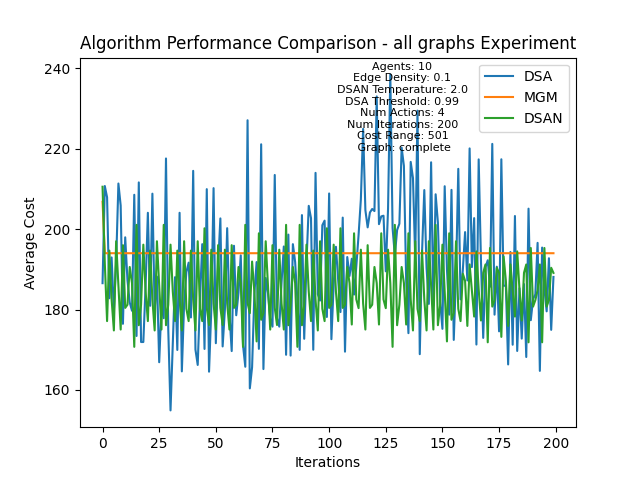 Algorithm Performance Comparison - all graphs Experiment
Agents: 10
Edge Density: 0.1
DSAN Temperature: 2.0
DSA Threshold: 0.99
Num Actions: 4
Num Iterations: 200
Cost Range: 501
Graph: complete
DSA
MGM
DSAN
240
220
200
180
160
Average Cost
0
25
50
75
100
125
150
175
200
Iterations